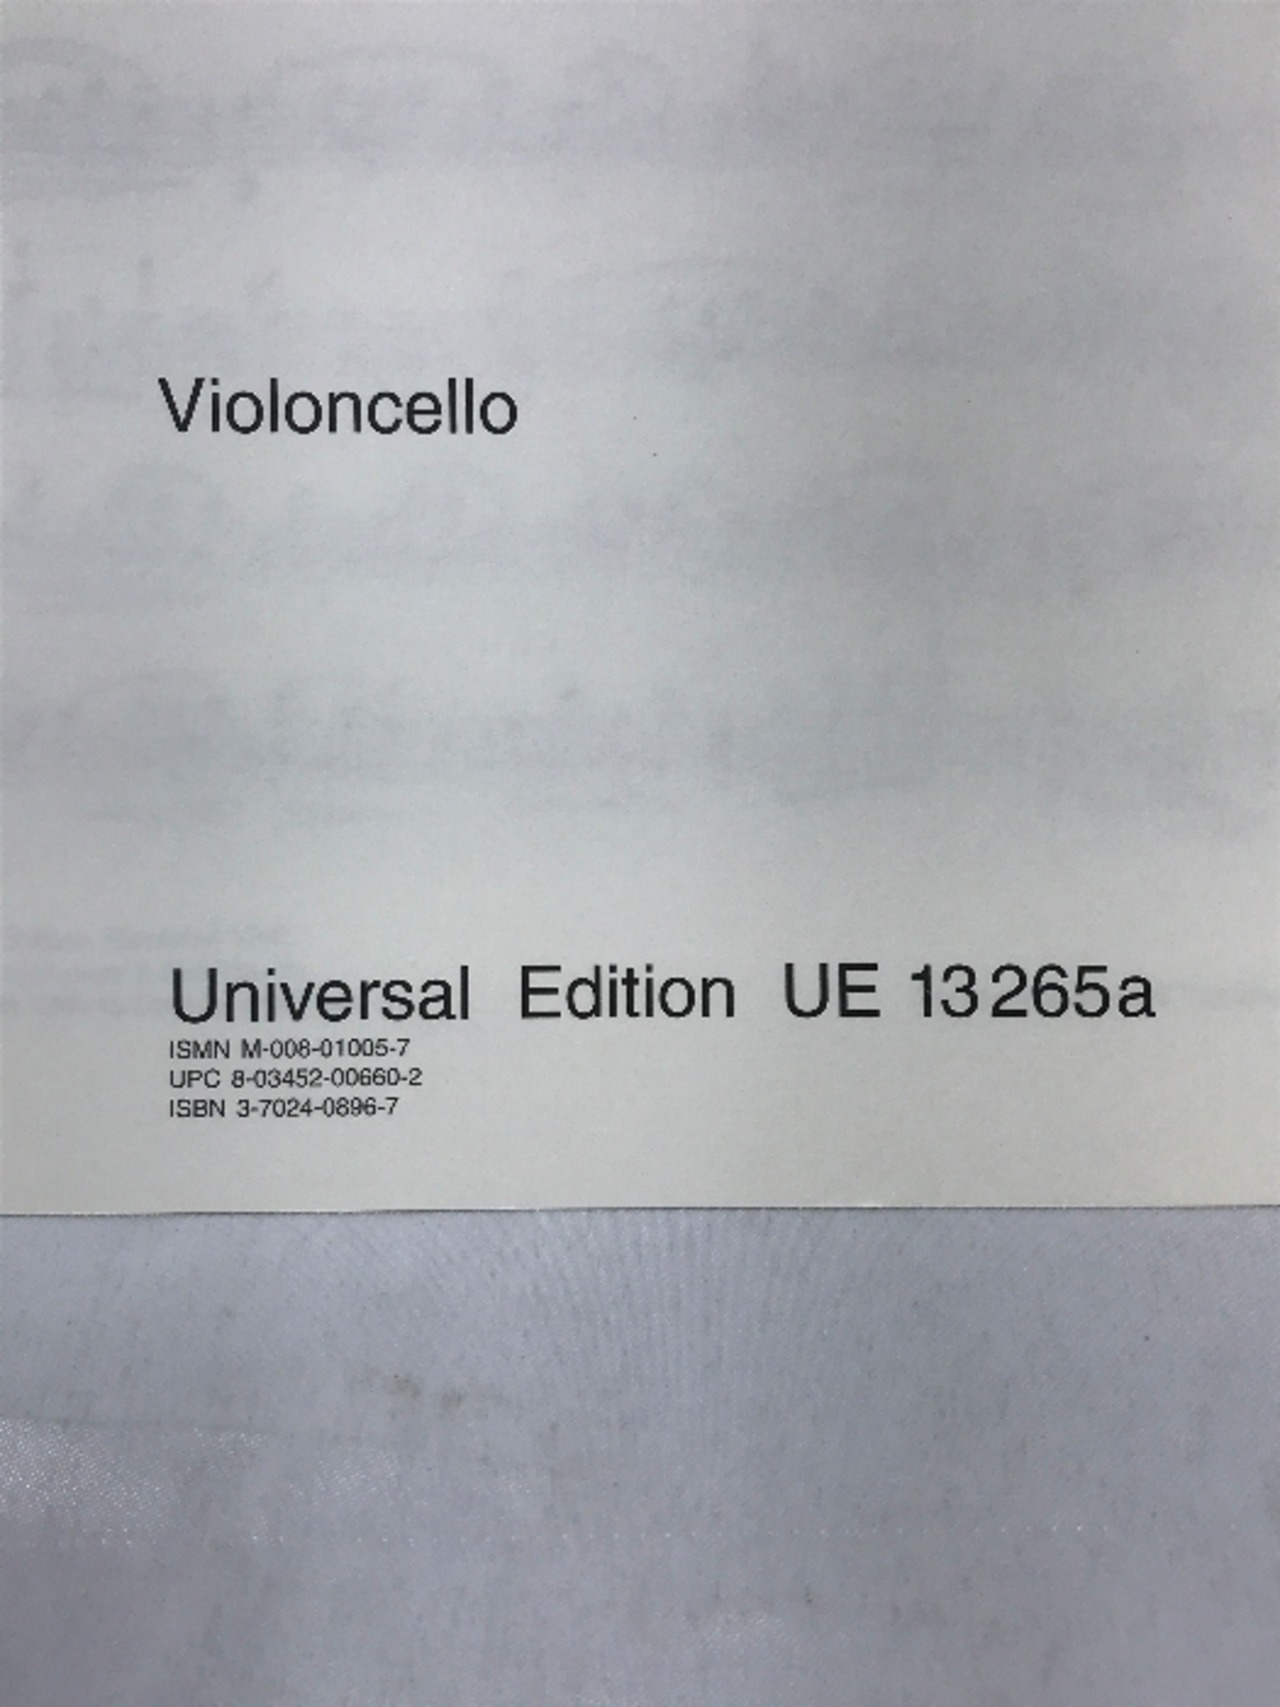 Violoncello
Universal Edition UE 13265a
ISMN M-008-01005-7
UPC 8-03452-00660-2
ISBN 3-7024-0896-7